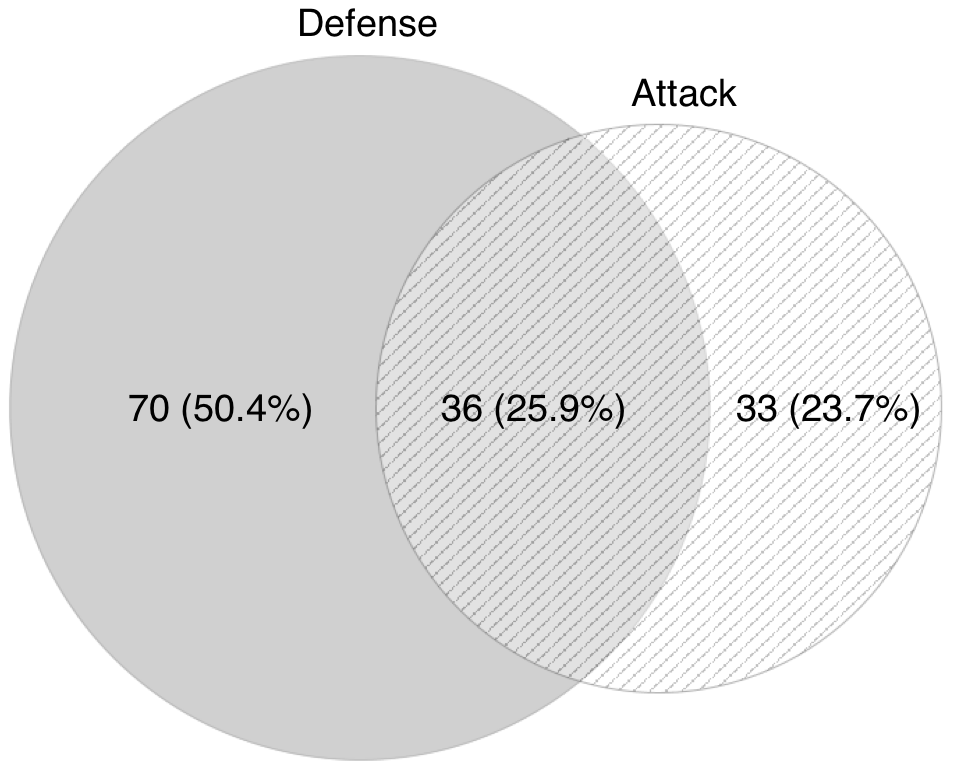 Defense
Attack
70 (50.4%)
36 (25.9%)
33 (23.7%)